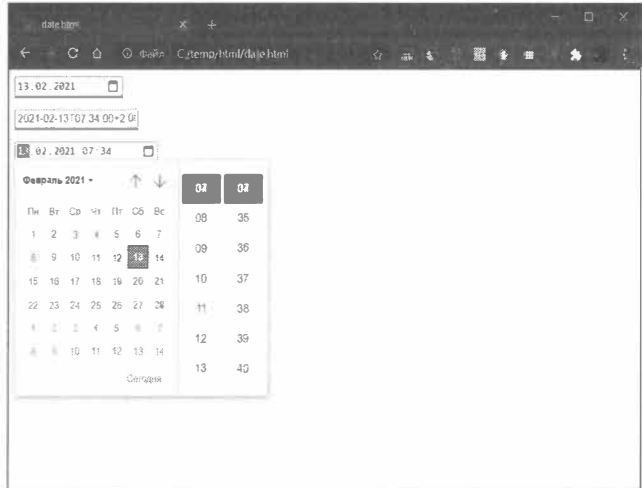 date.html
Файл C:/temp/html/date.html
13.02.2021
2021-02-13T07:34:00+2:00
13.02.2021 07:34
Февраль 2021
Пн Вт Ср Чт Пт Сб Вс
1 2 3 4 5 6 7
8 9 10 11 12 13 14
15 16 17 18 19 20 21
22 23 24 25 26 27 28
1 2 3 4 5 6 7
8 9 10 11 12 13 14
Сегодня
07 34
08 35
09 36
10 37
11 38
12 39
13 40